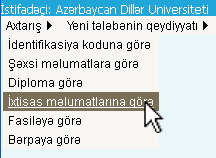 İstifadəçi: Azərbaycan Dillər Universiteti
Axtarış Yeni tələbənin qeydiyyatı
İdentifikasiya koduna görə
Şəxsi məlumatlara görə
Diploma görə
İxtisas məlumatlarına görə
Fasiləyə görə
Bərpaya görə